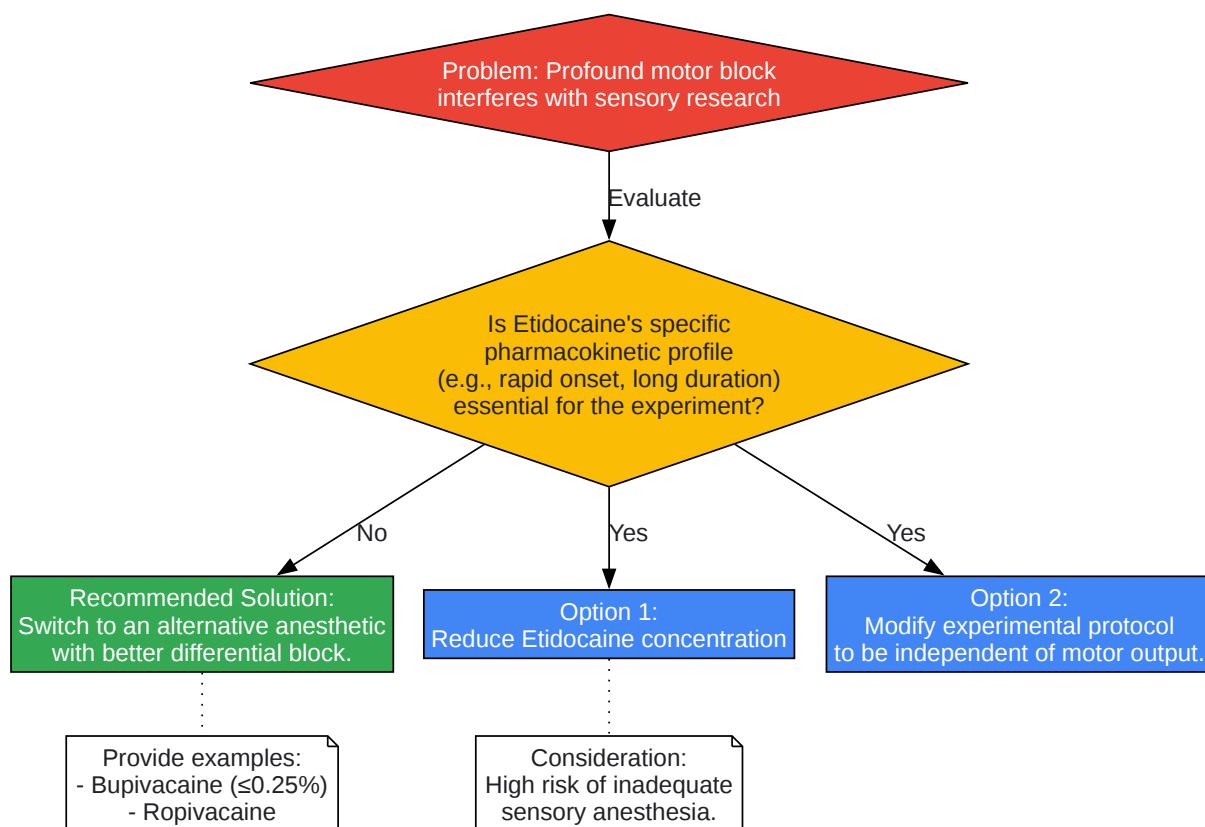 Problem: Profound motor block
interferes with sensory research
Evaluate
Is Etidocaine's specific
pharmacokinetic profile
(e.g., rapid onset, long duration)
essential for the experiment?
No
Yes
Yes
Recommended Solution:
Switch to an alternative anesthetic
with better differential block.
Option 1:
Reduce Etidocaine concentration
Option 2:
Modify experimental protocol
to be independent of motor output.
Provide examples:
- Bupivacaine (≤0.25%)
- Ropivacaine
Consideration:
High risk of inadequate
sensory anesthesia.